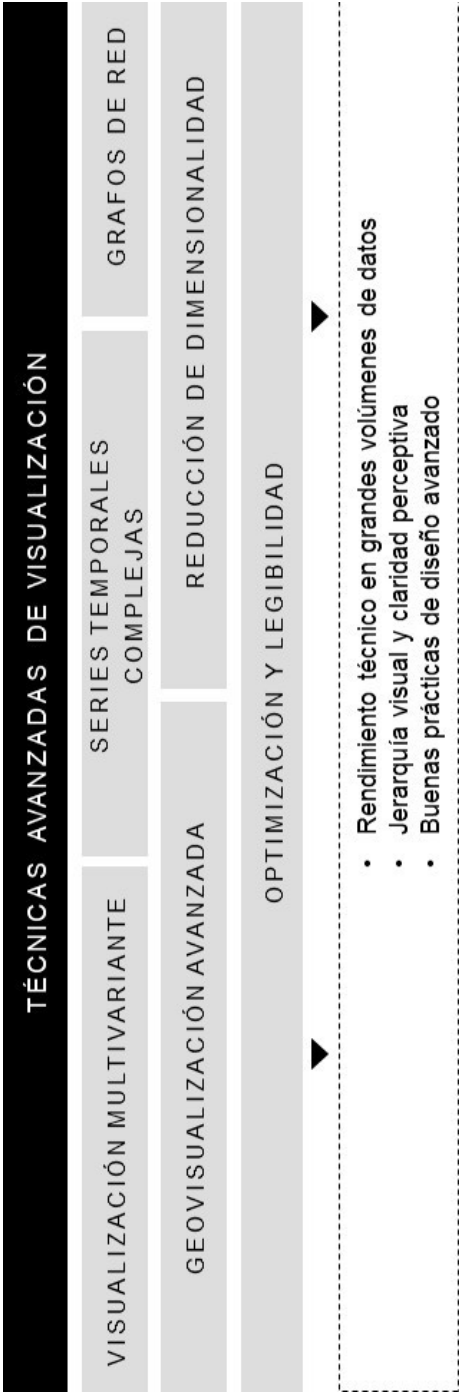 TÉCNICAS AVANZADAS DE VISUALIZACIÓN
VISUALIZACIÓN MULTIVARIANTE
SERIES TEMPORALES
COMPLEJAS
GRAFOS DE RED
GEOVISUALIZACIÓN AVANZADA
REDUCCIÓN DE DIMENSIONALIDAD
OPTIMIZACIÓN Y LEGIBILIDAD
• Rendimiento técnico en grandes volúmenes de datos
• Jerarquía visual y claridad perceptiva
• Buenas prácticas de diseño avanzado